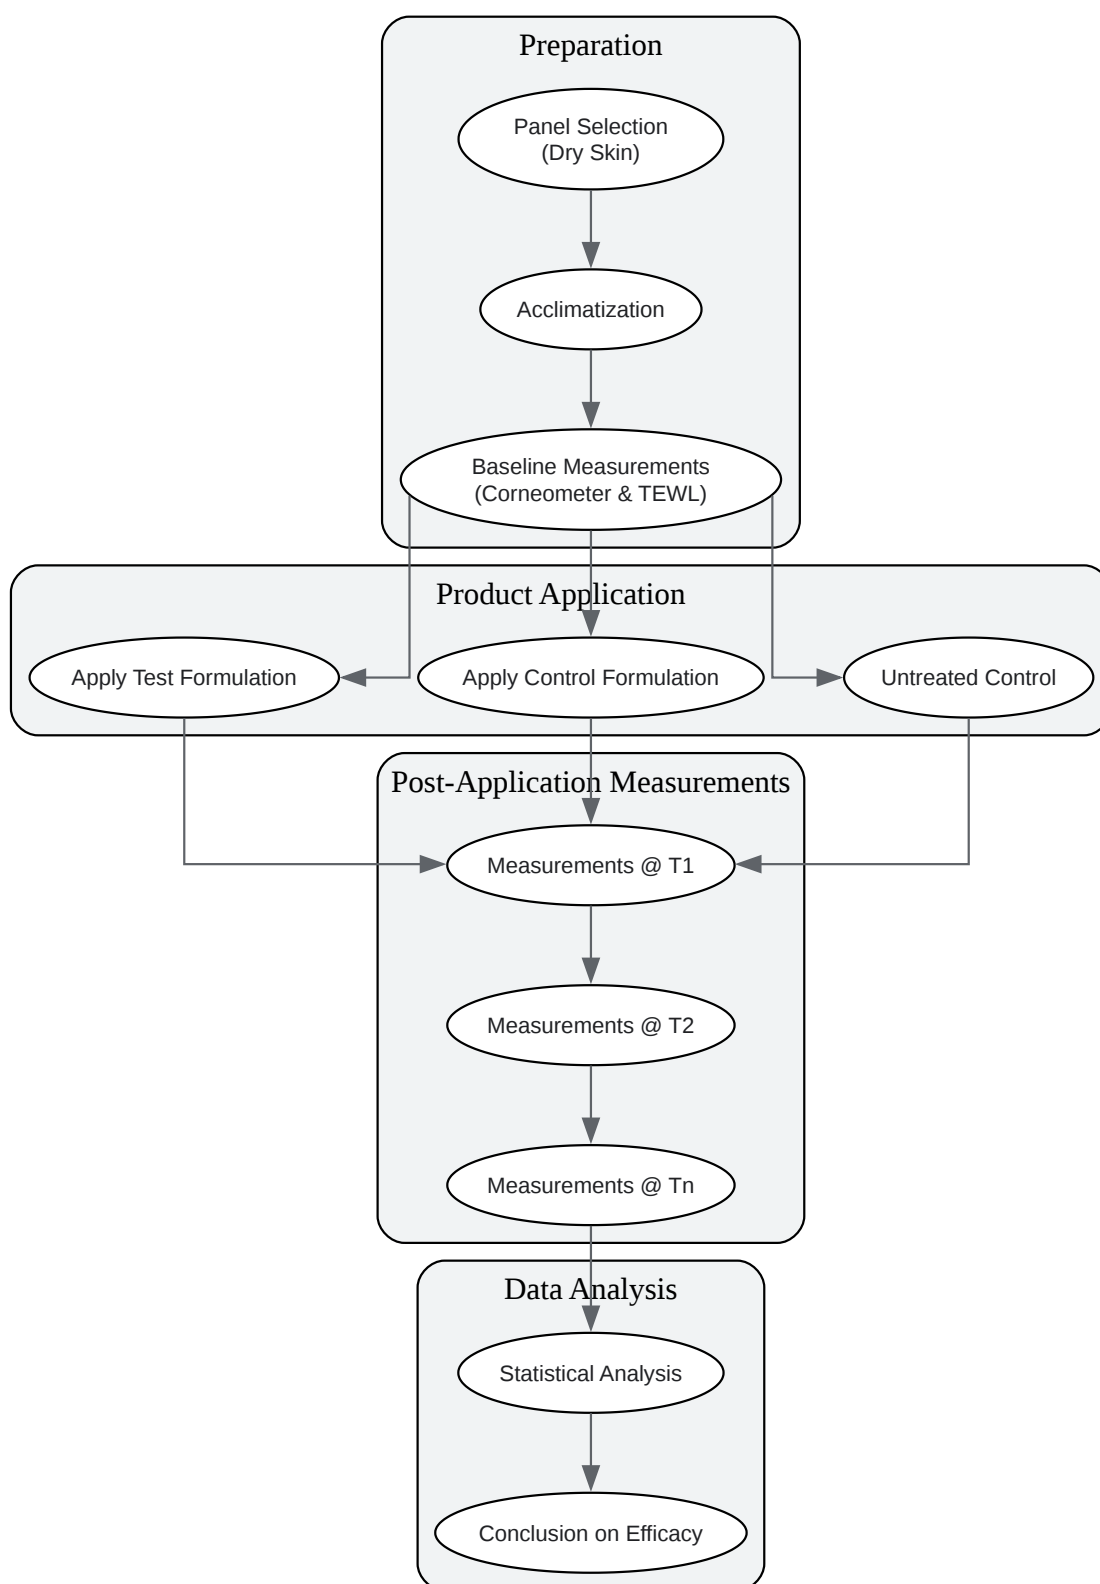 Preparation
Panel Selection
(Dry Skin)
Acclimatization
Baseline Measurements
(Corneometer & TEWL)
Product Application
Apply Test Formulation
Apply Control Formulation
Untreated Control
Post-Application Measurements
Measurements @ T1
Measurements @ T2
Measurements @ Tn
Data Analysis
Statistical Analysis
Conclusion on Efficacy